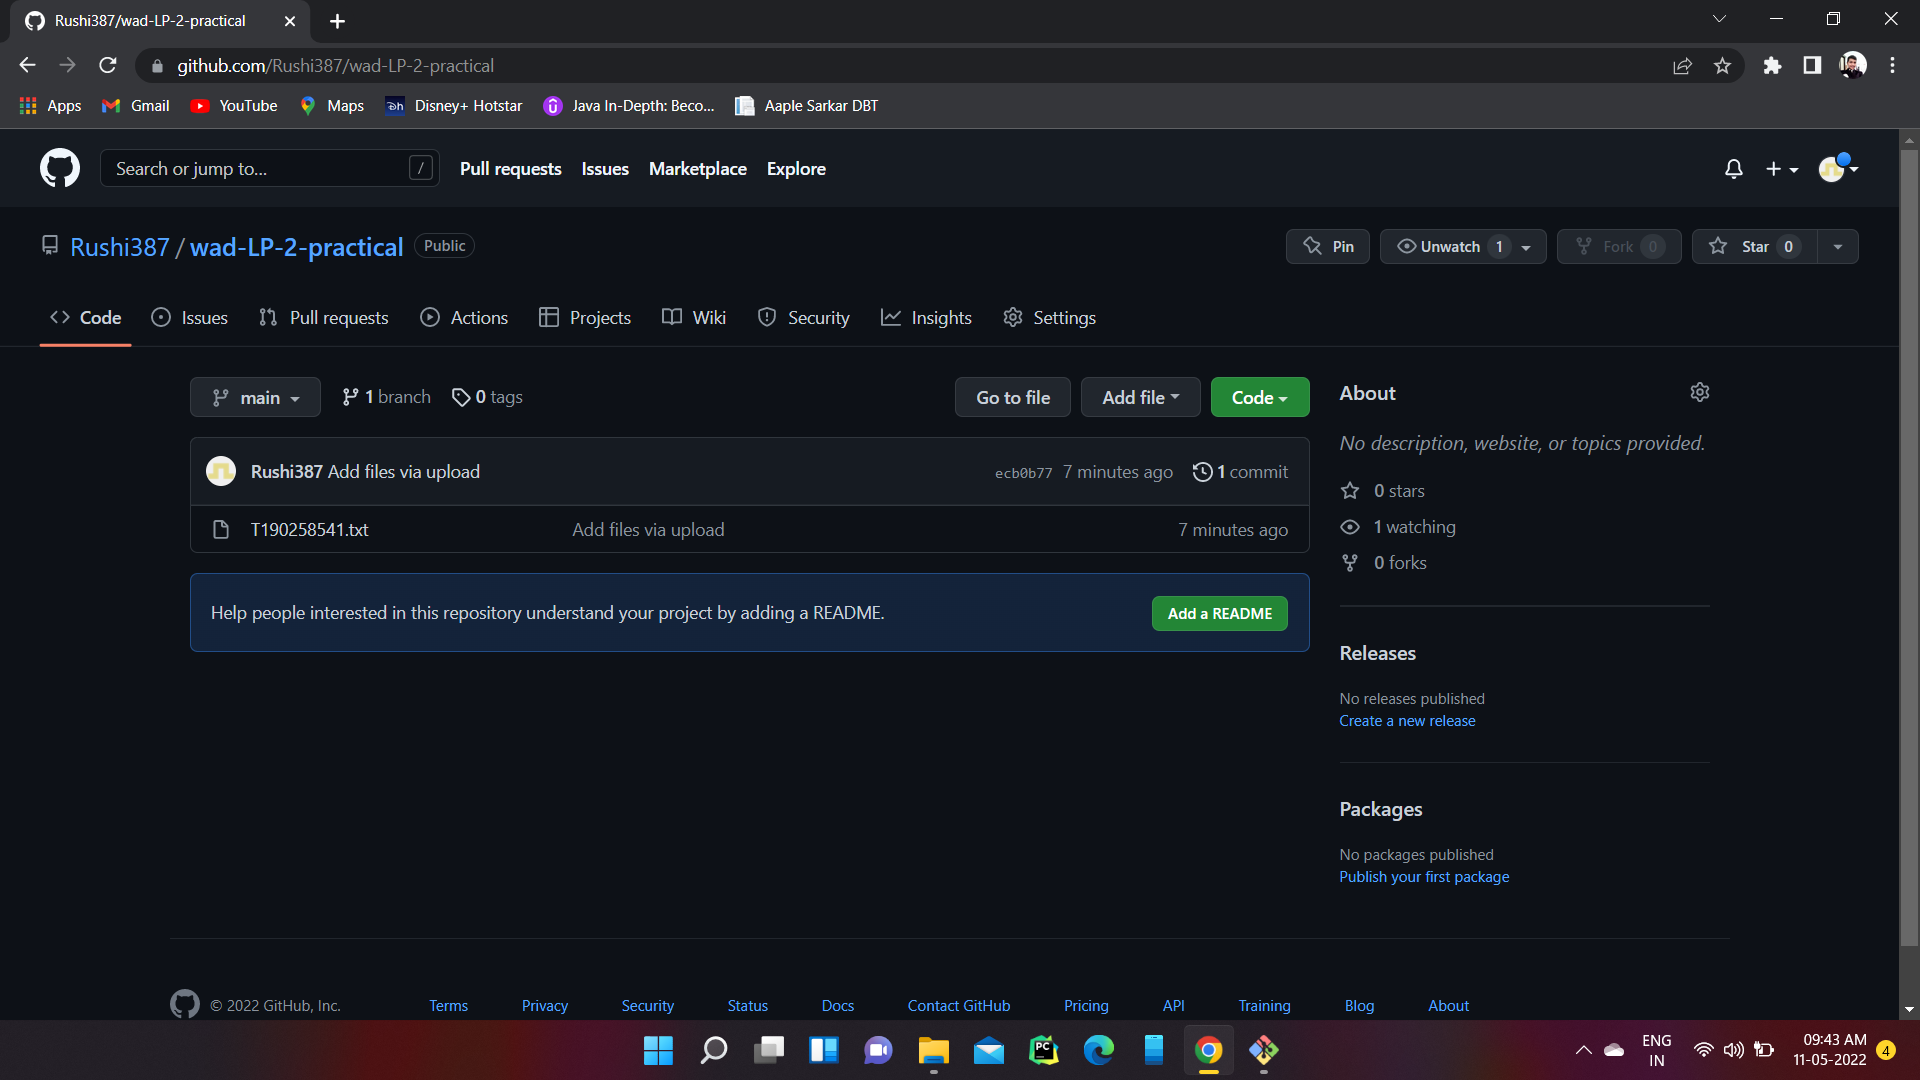 Rushi387/wad-LP-2-practical
github.com/Rushi387/wad-LP-2-practical
Apps Gmail YouTube Maps Disney+ Hotstar Java In-Depth: Beco... Aaple Sarkar DBT
Search or jump to... / Pull requests Issues Marketplace Explore
Rushi387 / wad-LP-2-practical Public Pin Unwatch 1 Fork 0 Star 0
Code Issues Pull requests Actions Projects Wiki Security Insights Settings
main 1 branch 0 tags Go to file Add file Code
Rushi387 Add files via upload ecb0b77 7 minutes ago 1 commit
T190258541.txt Add files via upload 7 minutes ago
Help people interested in this repository understand your project by adding a README. Add a README
About
No description, website, or topics provided.
0 stars
1 watching
0 forks
Releases
No releases published
Create a new release
Packages
No packages published
Publish your first package
© 2022 GitHub, Inc. Terms Privacy Security Status Docs Contact GitHub Pricing API Training Blog About
PC
ENG
IN
09:43 AM
11-05-2022
4